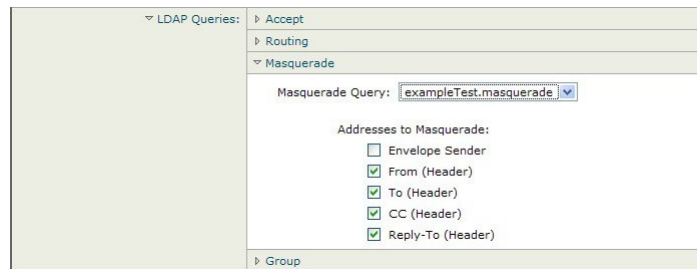 LDAP Queries:
Accept
Routing
Masquerade
Masquerade Query: exampleTest.masquerade
Addresses to Masquerade:
Envelope Sender
From (Header)
To (Header)
CC (Header)
Reply-To (Header)
Group